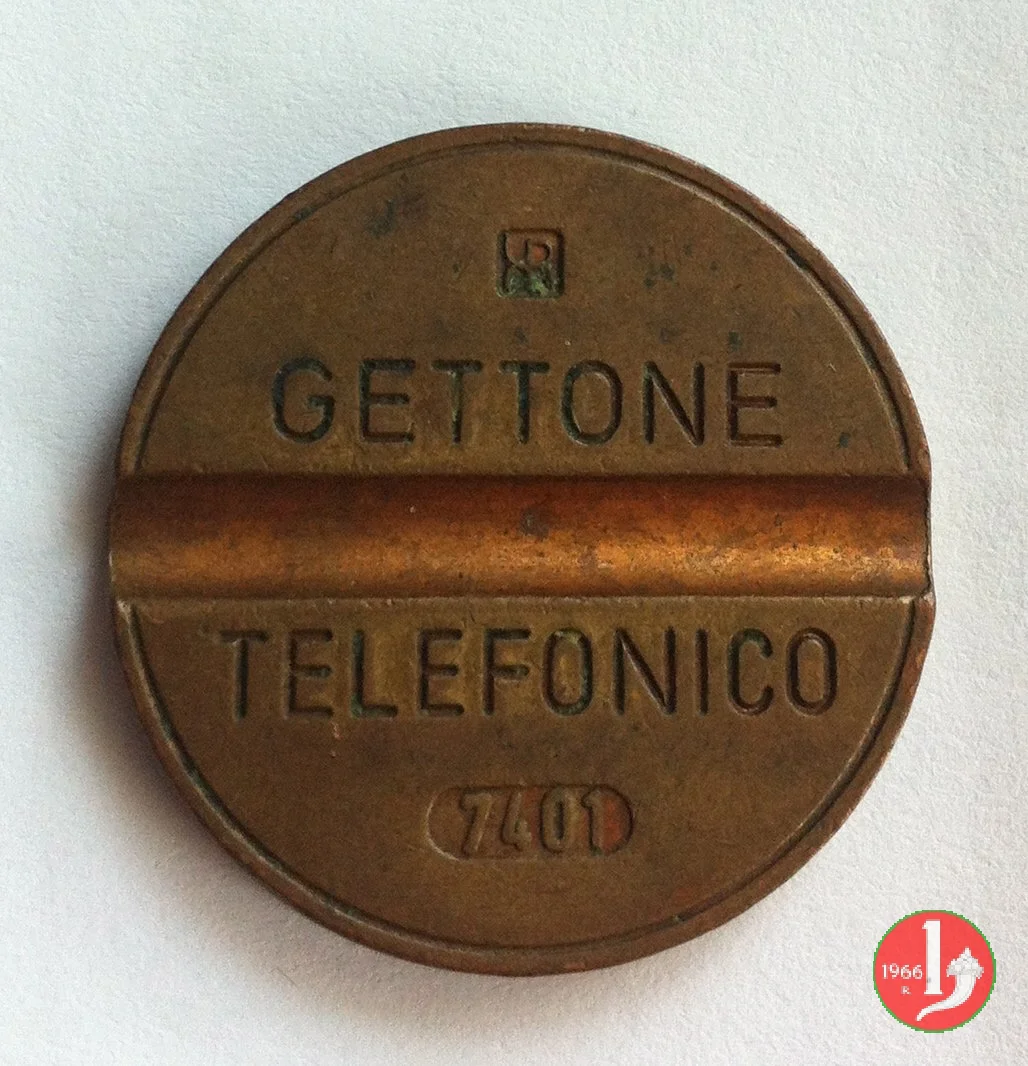 GETTONE
TELEFONICO
7401
1966
R